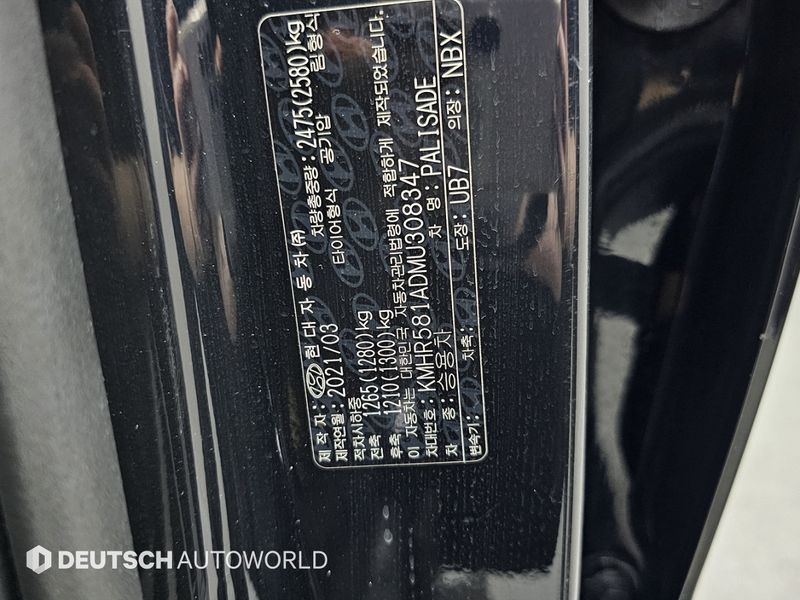 제 작 자 : 현 대 자 동 차 (주)
제작연월 : 2021/03 차량총중량 : 2475(2580)kg
적차시하중 타이어형식 공기압 림형식
전축 : 1265(1280)kg
후축 : 1210(1300)kg
이 자동차는 대한민국 자동차관리법령에 적합하게 제작되었습니다.
차대번호 : KMHR581ADMU308347
차 종 : 승용차 차 명 : PALISADE
변속기 : 차축 : 도장 : UB7 의장 : NBX
DEUTSCH AUTOWORLD